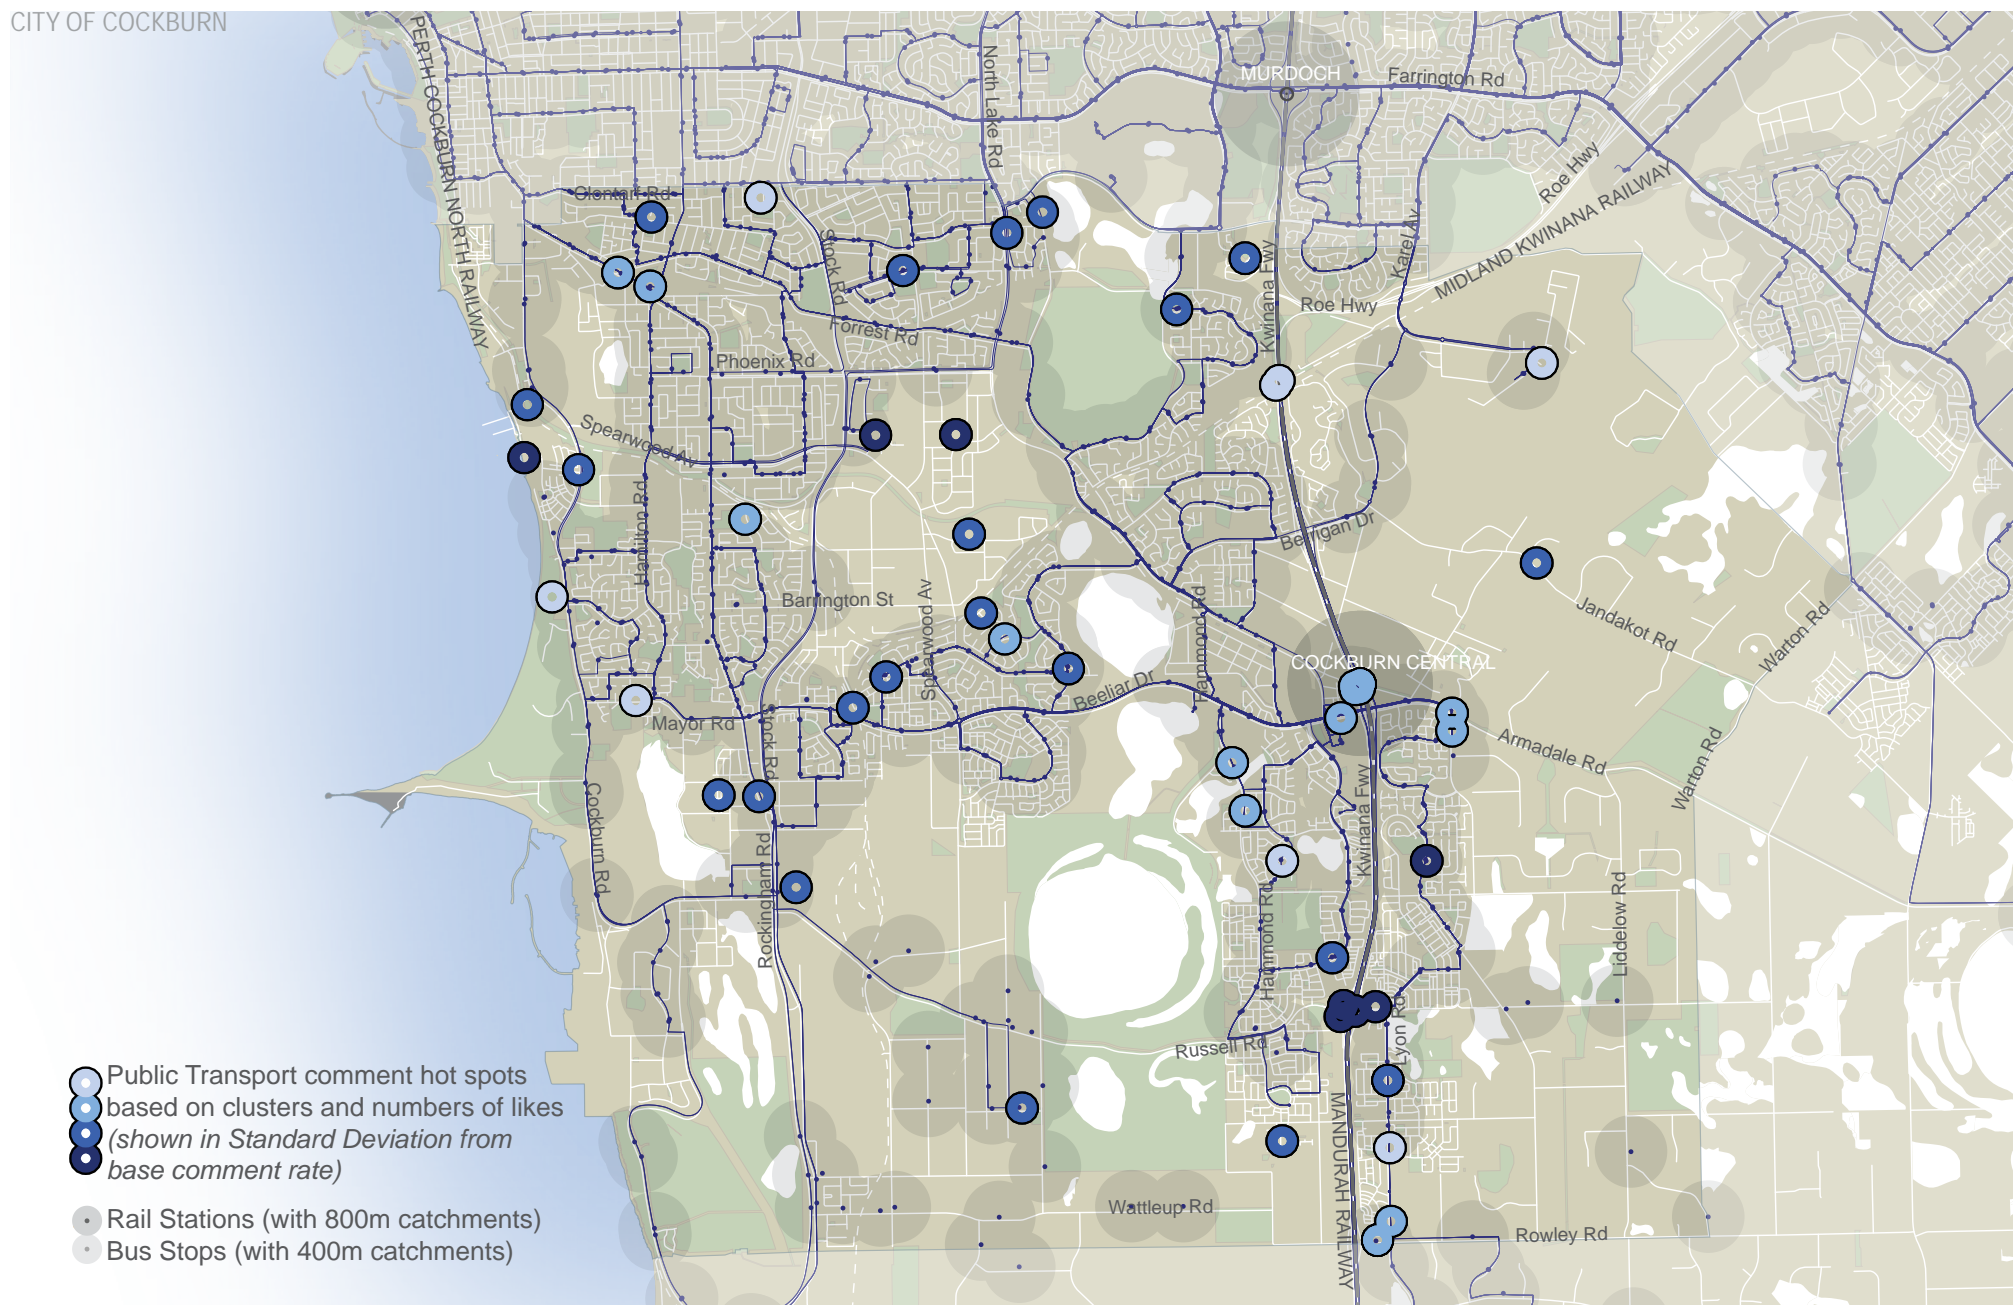 CITY OF COCKBURN
PERTH COCKBURN NORTH RAILWAY
North Lake Rd
MURDOCH
Farrington Rd
Roe Hwy
MIDLAND KWINANA RAILWAY
Clontarf Rd
Stock Rd
Kwinana Fwy
Karel Av
Roe Hwy
Forrest Rd
Phoenix Rd
Spearwood Av
Hamilton Rd
Berrigan Dr
Barrington St
Spearwood Av
Hammond Rd
Jandakot Rd
Warton Rd
COCKBURN CENTRAL
Beeliar Dr
Mayor Rd
Stock Rd
Armadale Rd
Warton Rd
Cockburn Rd
Kwinana Fwy
Rockingham Rd
Hammond Rd
Liddelow Rd
Lyon Rd
Russell Rd
Public Transport comment hot spots
based on clusters and numbers of likes
(shown in Standard Deviation from
base comment rate)
MANDURAH RAILWAY
Wattleup Rd
Rowley Rd
Rail Stations (with 800m catchments)
Bus Stops (with 400m catchments)